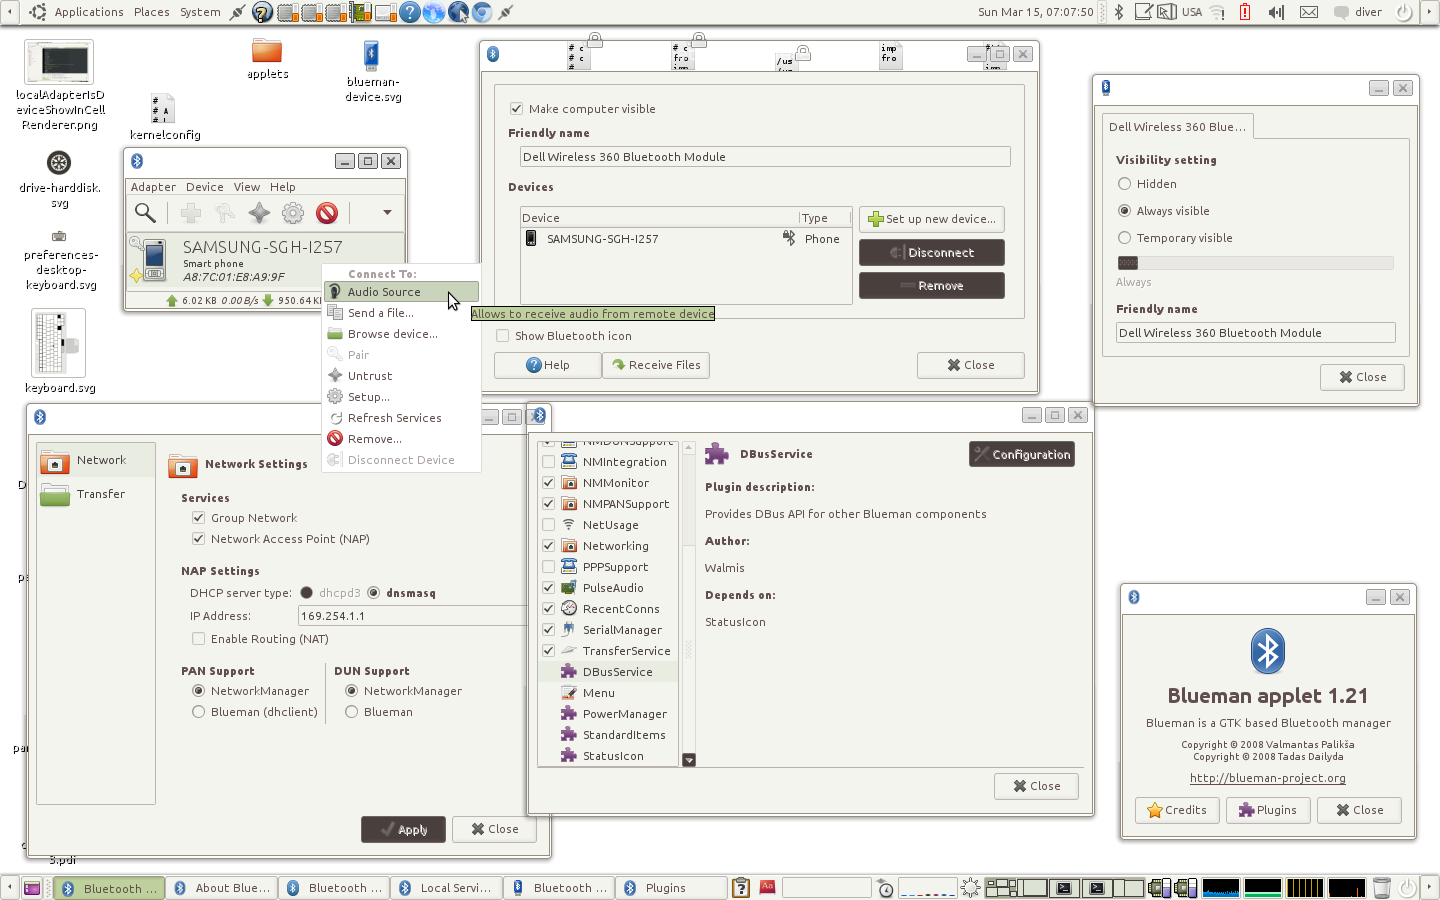 Applications Places System
Sun Mar 15, 07:07:50
USA
diver
localAdapterIsD
eviceShowInCell
Renderer.png
applets
blueman-
device.svg
kernelconfig
drive-harddisk.
svg
preferences-
desktop-
keyboard.svg
keyboard.svg
Adapter Device View Help
SAMSUNG-SGH-I257
Smart phone
A8:7C:01:E8:A9:9F
6.02 KB 0.00 B/s 950.64 K
Connect To:
Audio Source
Send a file...
Browse device...
Pair
Untrust
Setup...
Refresh Services
Remove...
Disconnect Device
Allows to receive audio from remote device
Make computer visible
Friendly name
Dell Wireless 360 Bluetooth Module
Devices
Device Type
SAMSUNG-SGH-I257 Phone
Set up new device...
Disconnect
Remove
Show Bluetooth icon
Help
Receive Files
Close
Dell Wireless 360 Blue...
Visibility setting
Hidden
Always visible
Temporary visible
Always
Friendly name
Dell Wireless 360 Bluetooth Module
Close
Network
Transfer
Network Settings
Services
Group Network
Network Access Point (NAP)
NAP Settings
DHCP server type: dhcpd3 dnsmasq
IP Address: 169.254.1.1
Enable Routing (NAT)
PAN Support
NetworkManager
Blueman (dhclient)
DUN Support
NetworkManager
Blueman
Apply
Close
NMDUNSupport
NMIntegration
NMMonitor
NMPANSupport
NetUsage
Networking
PPPSupport
PulseAudio
RecentConns
SerialManager
TransferService
DBusService
Menu
PowerManager
StandardItems
StatusIcon
DBusService
Configuration
Plugin description:
Provides DBus API for other Blueman components
Author:
Walmis
Depends on:
StatusIcon
Close
Blueman applet 1.21
Blueman is a GTK based Bluetooth manager
Copyright © 2008 Valmantas Palikša
Copyright © 2008 Tadas Dailyda
http://blueman-project.org
Credits
Plugins
Close
3.pdf
Bluetooth ...
About Blue...
Bluetooth ...
Local Servi...
Bluetooth ...
Plugins